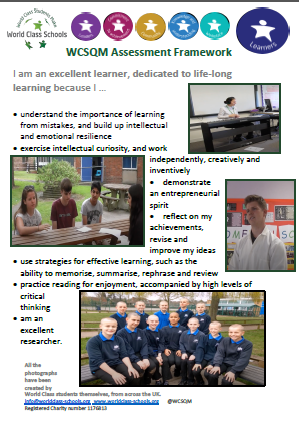 World Class Students Make
World Class Schools
Learners
WCSQM Assessment Framework
I am an excellent learner, dedicated to life-long
learning because I ...
• understand the importance of learning
from mistakes, and build up intellectual
and emotional resilience
• exercise intellectual curiosity, and work
independently, creatively and
inventively
• demonstrate
an entrepreneurial
spirit
• reflect on my
achievements,
revise and
improve my ideas
• use strategies for effective learning, such as the
ability to memorise, summarise, rephrase and review
• practice reading for enjoyment, accompanied by high levels of
critical
thinking
• am an
excellent
researcher.
All the
photographs
have been
created by
World Class students themselves, from across the UK.
info@worldclass-schools.org www.worldclass-schools.org @WCSQM
Registered Charity number 1176813